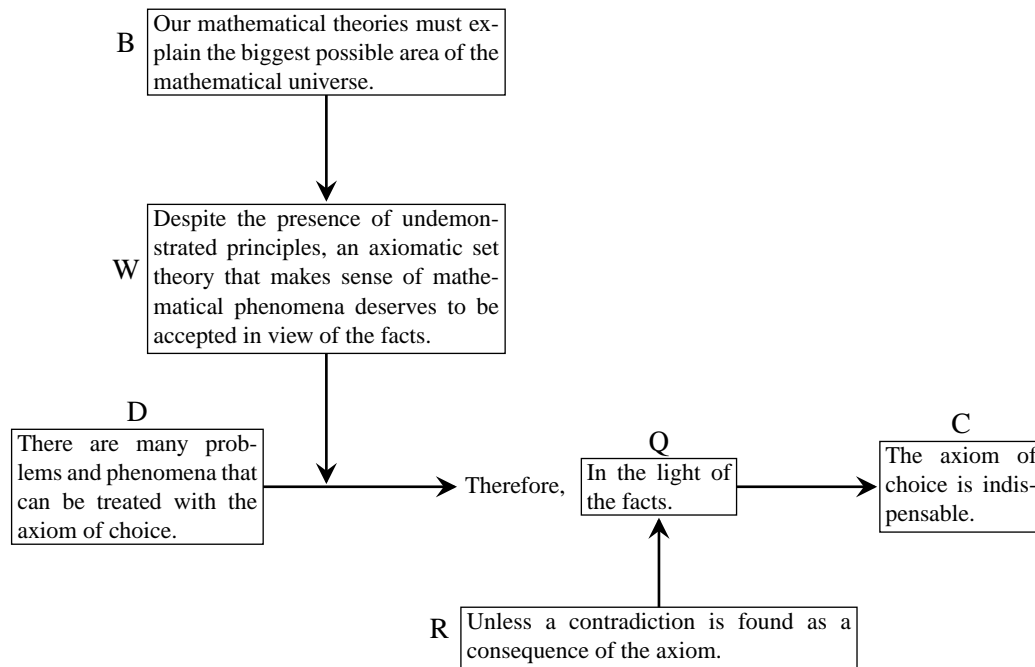 B
Our mathematical theories must ex-
plain the biggest possible area of the
mathematical universe.
W
Despite the presence of undemon-
strated principles, an axiomatic set
theory that makes sense of mathe-
matical phenomena deserves to be
accepted in view of the facts.
D
There are many prob-
lems and phenomena that
can be treated with the
axiom of choice.
Therefore,
Q
In the light of
the facts.
C
The axiom of
choice is indis-
pensable.
R
Unless a contradiction is found as a
consequence of the axiom.